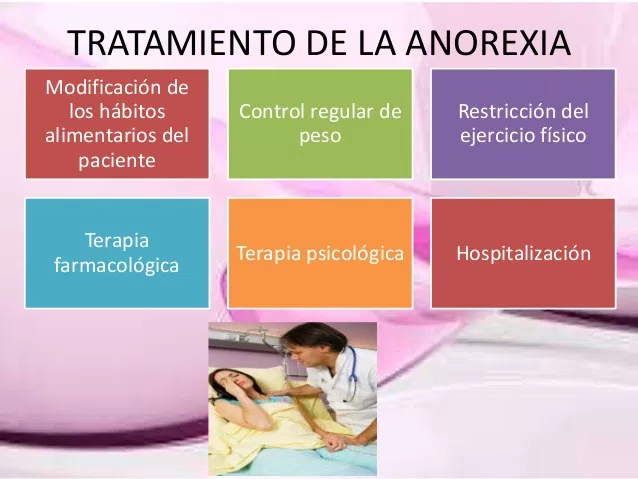 TRATAMIENTO DE LA ANOREXIA
Modificación de
los hábitos
alimentarios del
paciente
Control regular de
peso
Restricción del
ejercicio físico
Terapia
farmacológica
Terapia psicológica
Hospitalización